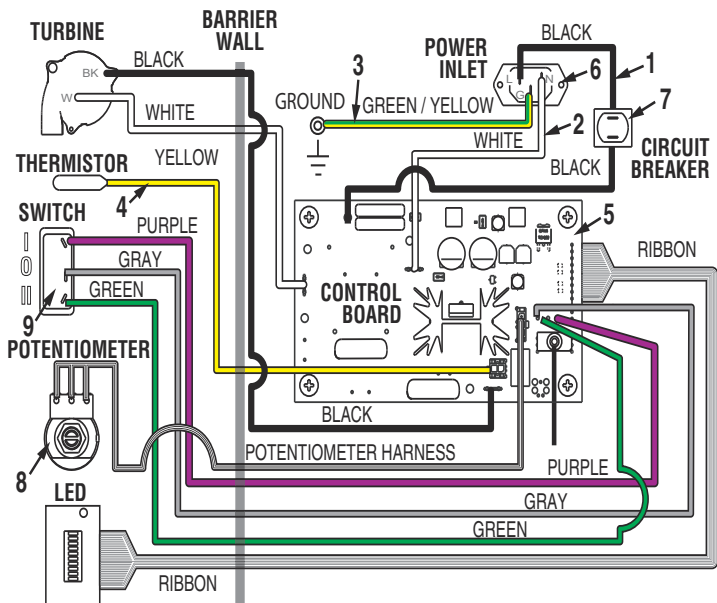 TURBINE
BARRIER
WALL
BLACK
BK
W
WHITE
POWER
INLET
BLACK
L
N
G
6
1
3
GROUND
GREEN / YELLOW
WHITE
2
7
CIRCUIT
BREAKER
BLACK
THERMISTOR
YELLOW
4
SWITCH
I
O
II
PURPLE
GRAY
GREEN
9
5
RIBBON
CONTROL
BOARD
POTENTIOMETER
8
BLACK
POTENTIOMETER HARNESS
PURPLE
LED
GRAY
GREEN
RIBBON